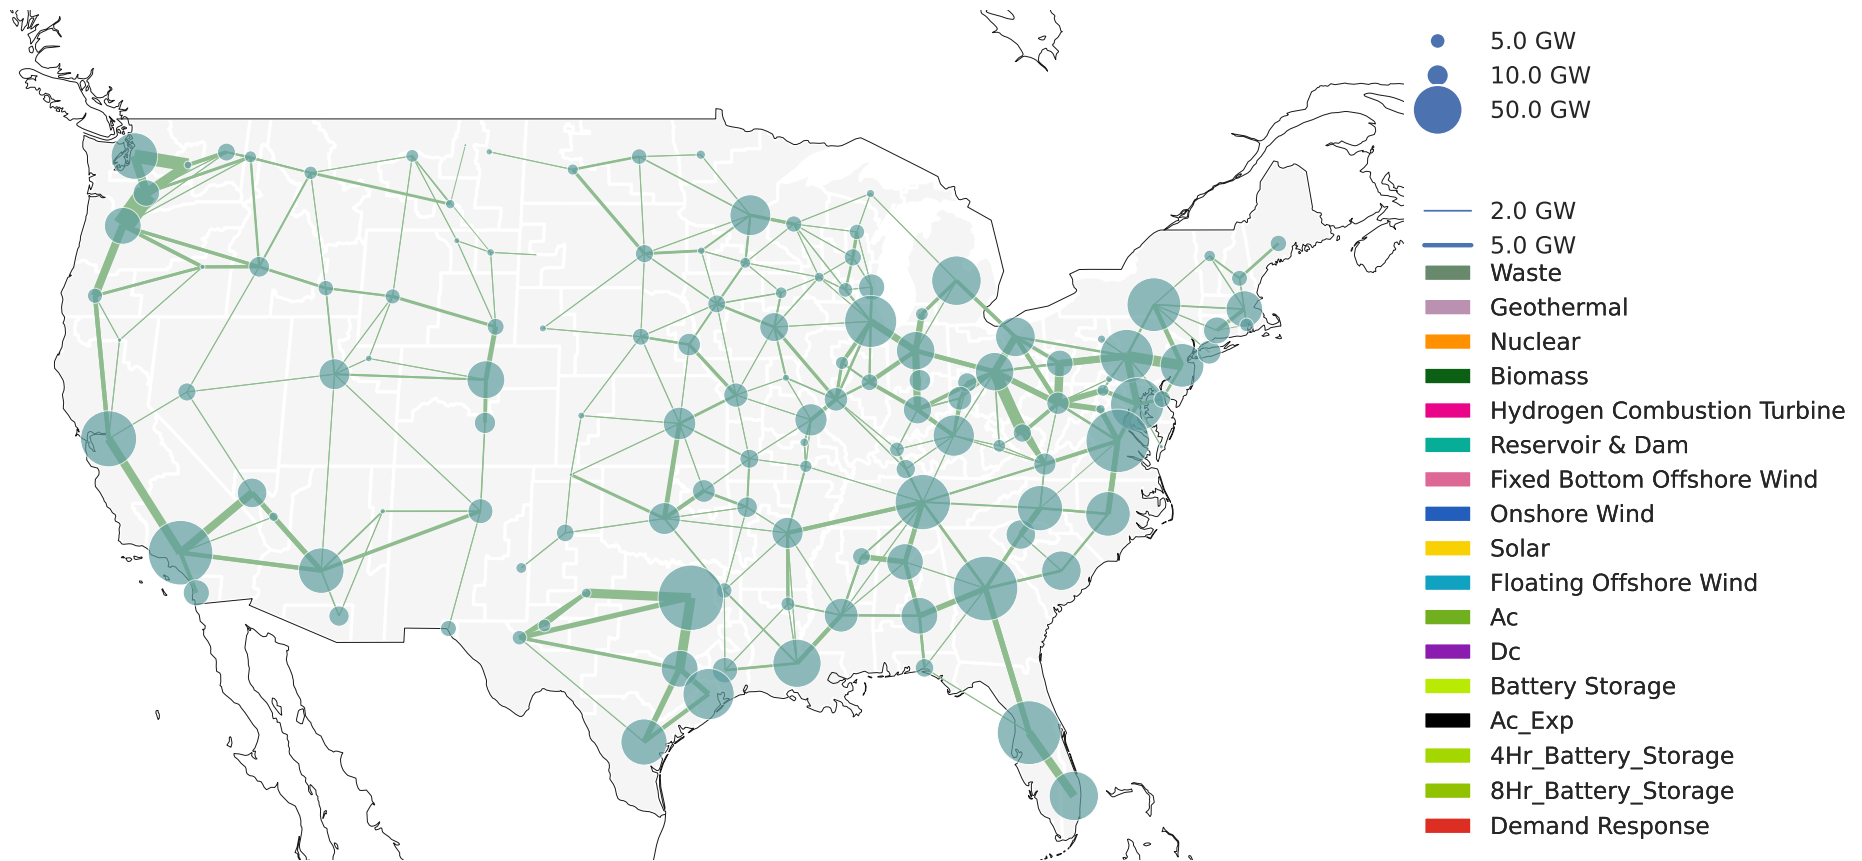 5.0 GW
10.0 GW
50.0 GW
2.0 GW
5.0 GW
Waste
Geothermal
Nuclear
Biomass
Hydrogen Combustion Turbine
Reservoir & Dam
Fixed Bottom Offshore Wind
Onshore Wind
Solar
Floating Offshore Wind
Ac
Dc
Battery Storage
Ac_Exp
4Hr_Battery_Storage
8Hr_Battery_Storage
Demand Response